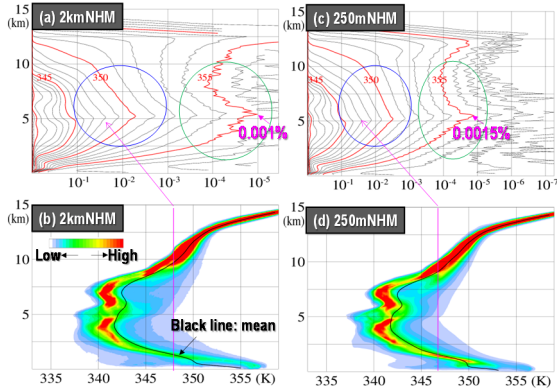 (a) 2kmNHM
(km)
15
10
5
345
350
355
0.001%
10-1 10-2 10-3 10-4 10-5
(c) 250mNHM
(km)
15
10
5
345
350
355
0.0015%
10-1 10-2 10-3 10-4 10-5 10-6 10-7
(b) 2kmNHM
(km)
15
10
5
Low High
Black line: mean
335 340 345 350 355 (K)
(d) 250mNHM
(km)
15
10
5
335 340 345 350 355 (K)